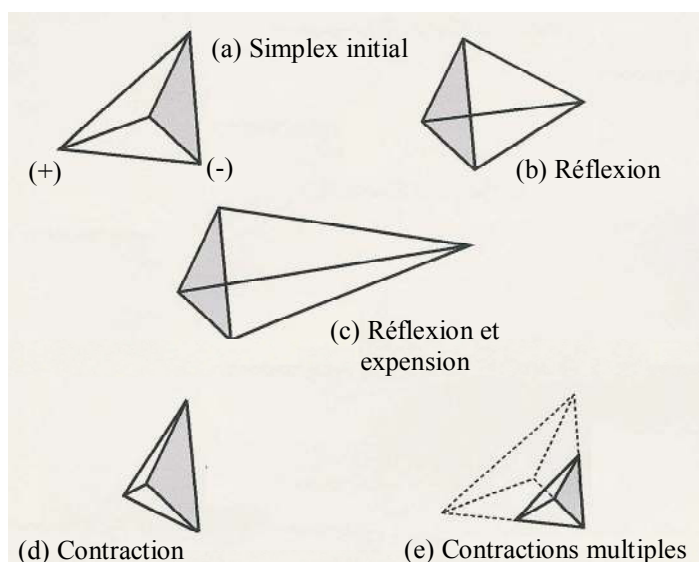 (a) Simplex initial
(+)
(-)
(b) Réflexion
(c) Réflexion et
expension
(d) Contraction
(e) Contractions multiples